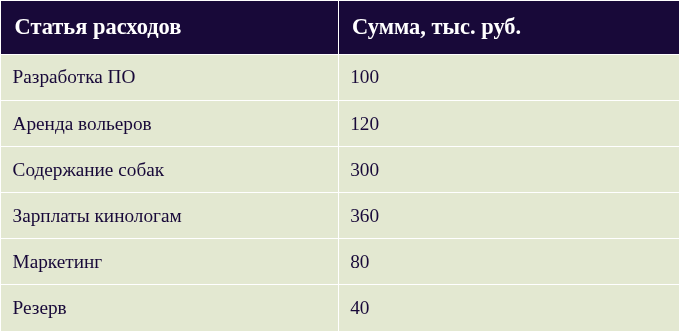 Статья расходов Сумма, тыс. руб.
Разработка ПО 100
Аренда вольеров 120
Содержание собак 300
Зарплаты кинологам 360
Маркетинг 80
Резерв 40